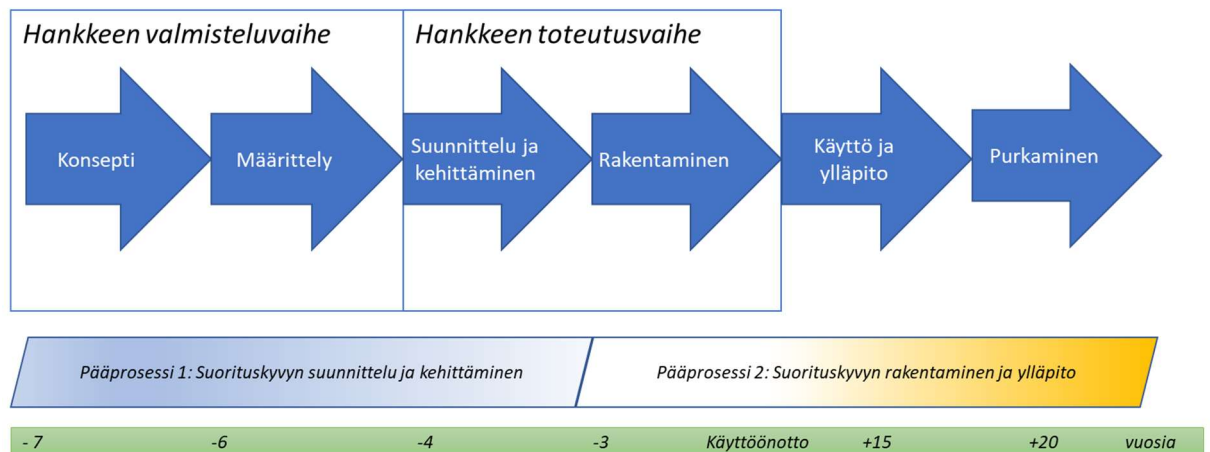 Hankkeen valmisteluvaihe
Hankkeen toteutusvaihe
Konsepti
Määrittely
Suunnittelu ja
kehittäminen
Rakentaminen
Käyttö ja
ylläpito
Purkaminen
Pääprosessi 1: Suorituskyvyn suunnittelu ja kehittäminen
Pääprosessi 2: Suorituskyvyn rakentaminen ja ylläpito
- 7 -6 -4 -3 Käyttöönotto +15 +20 vuosia